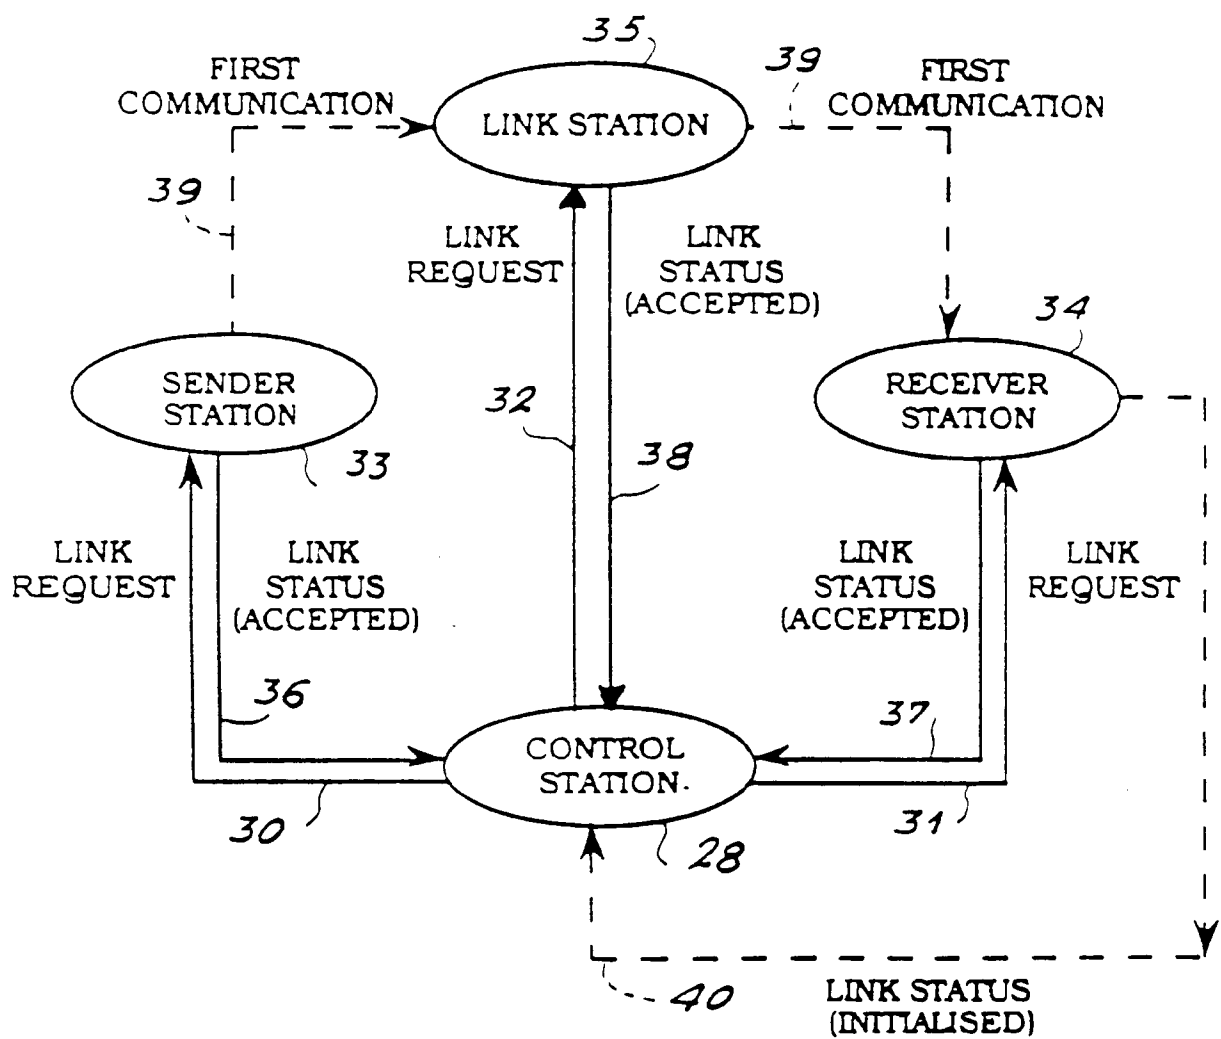 35
39
FIRST
COMMUNICATION
FIRST
COMMUNICATION
LINK STATION
39
LINK
REQUEST
LINK
STATUS
(ACCEPTED)
34
SENDER
STATION
RECEIVER
STATION
32
33
38
LINK
REQUEST
LINK
STATUS
(ACCEPTED)
LINK
STATUS
(ACCEPTED)
LINK
REQUEST
36
37
CONTROL
STATION.
30
31
28
40
LINK STATUS
(INITIALISED)